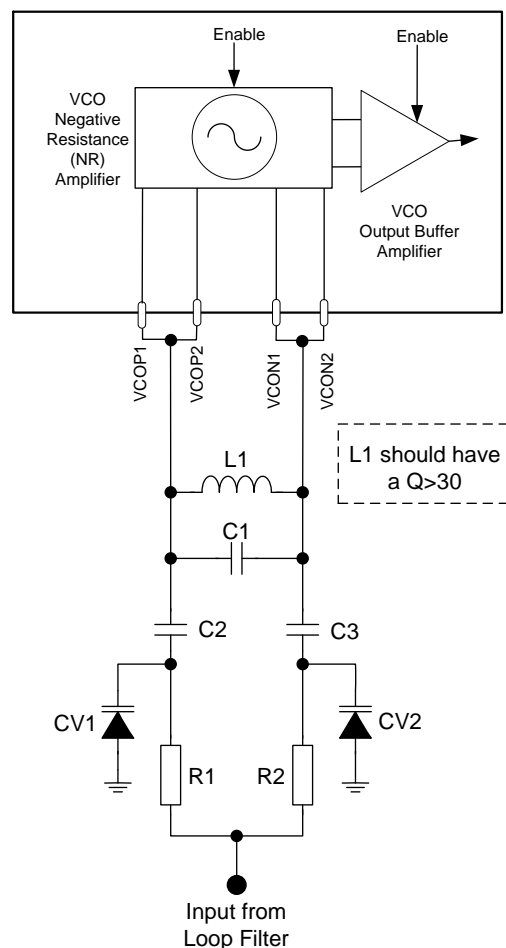 Enable
Enable
VCO
Negative
Resistance
(NR)
Amplifier
VCO
Output Buffer
Amplifier
VCOP1
VCOP2
VCON1
VCON2
L1 should have
a Q>30
L1
C1
C2
C3
CV1
CV2
R1
R2
Input from
Loop Filter